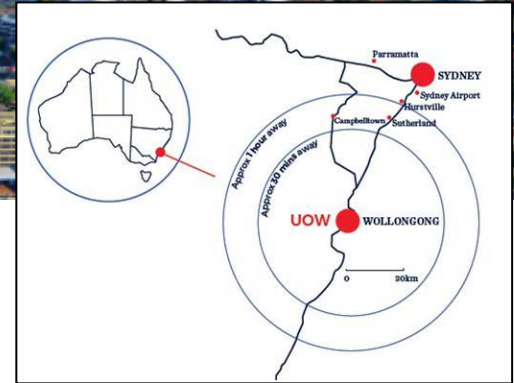 Parramatta
SYDNEY
Sydney Airport
Hurstville
Campbelltown
Sutherland
Approx 1 hour away
Approx 30 mins away
UOW WOLLONGONG
0 20km